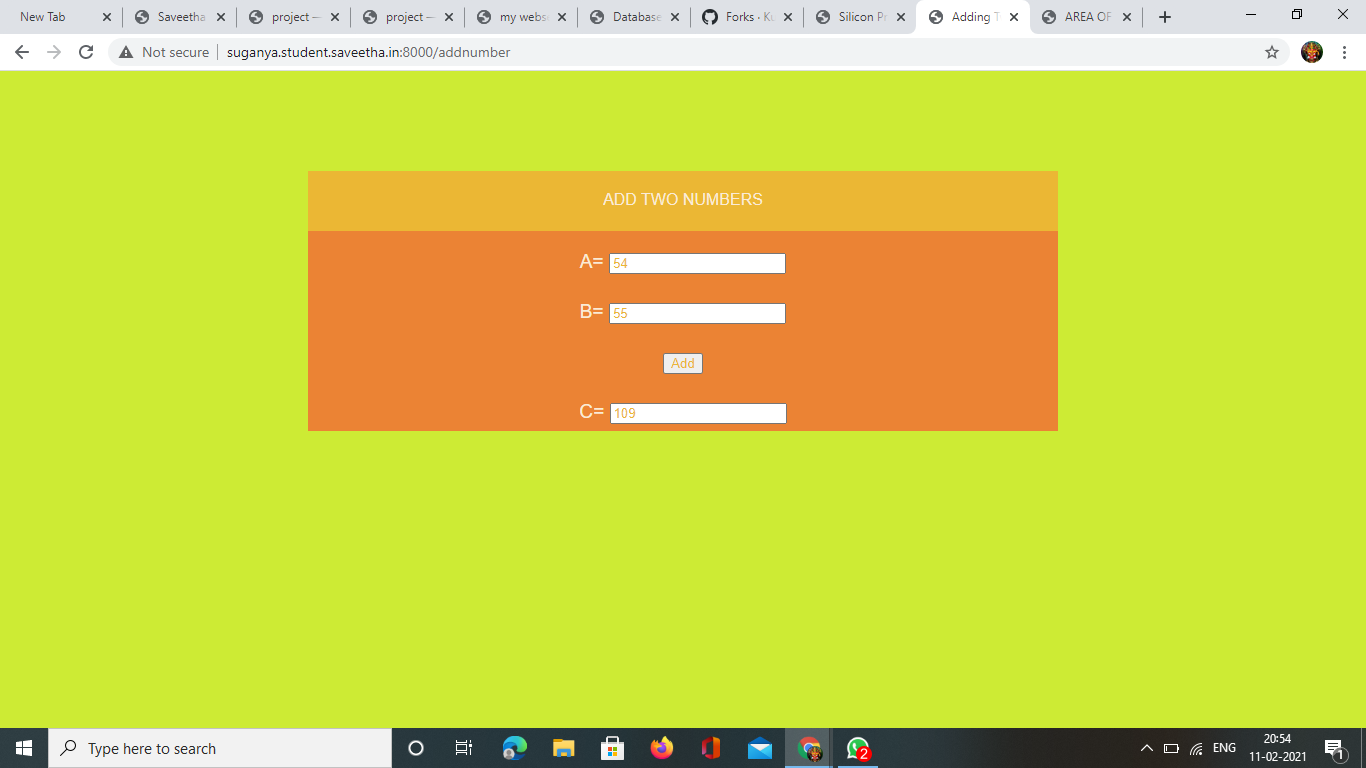 New Tab
Saveetha
project —
project —
my webs
Database
Forks · Ku
Silicon Pr
Adding T
AREA OF
Not secure
suganya.student.saveetha.in:8000/addnumber
ADD TWO NUMBERS
A= 54
B= 55
Add
C= 109
Type here to search
2
ENG
20:54
11-02-2021
1